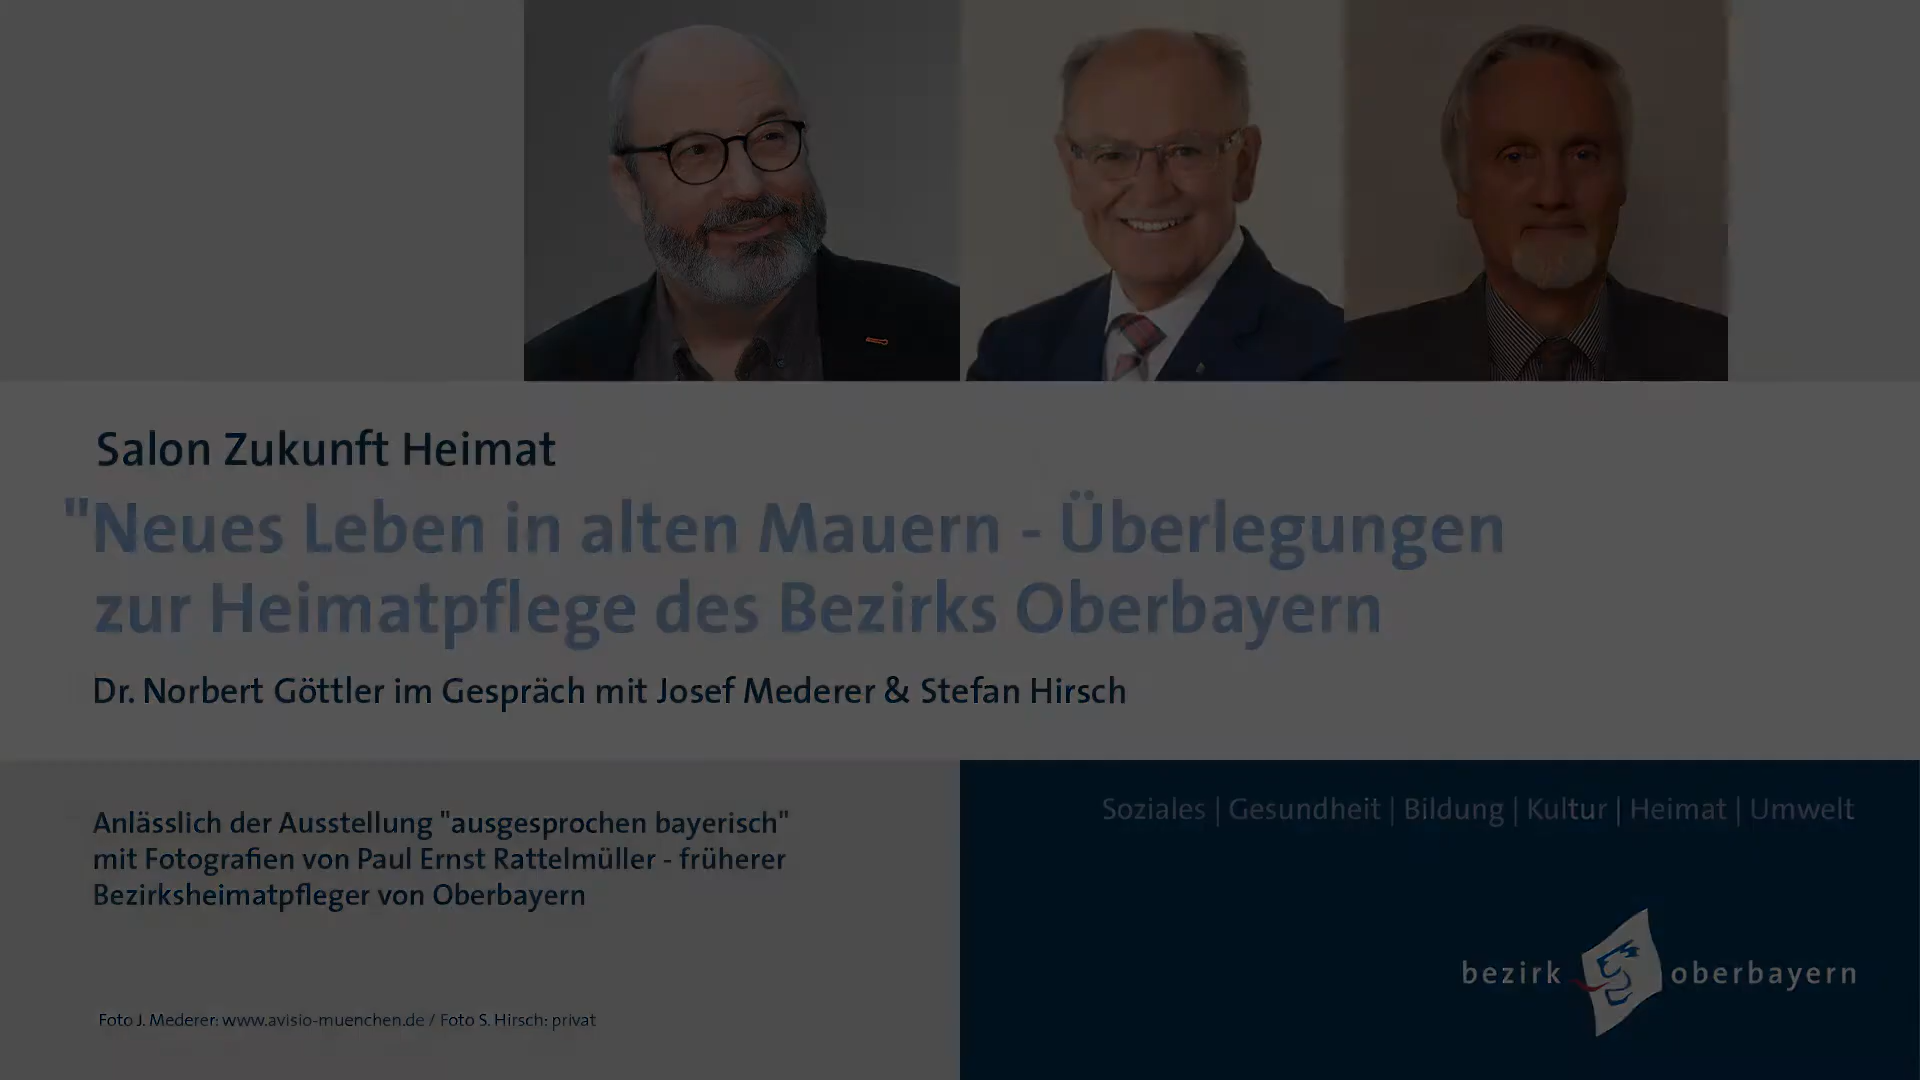 Salon Zukunft Heimat
"Neues Leben in alten Mauern - Überlegungen
zur Heimatpflege des Bezirks Oberbayern
Dr. Norbert Göttler im Gespräch mit Josef Mederer & Stefan Hirsch
Anlässlich der Ausstellung "ausgesprochen bayerisch"
mit Fotografien von Paul Ernst Rattelmüller - früherer
Bezirksheimatpfleger von Oberbayern
Foto J. Mederer: www.avisio-muenchen.de / Foto S. Hirsch: privat
Soziales | Gesundheit | Bildung | Kultur | Heimat | Umwelt
bezirk oberbayern